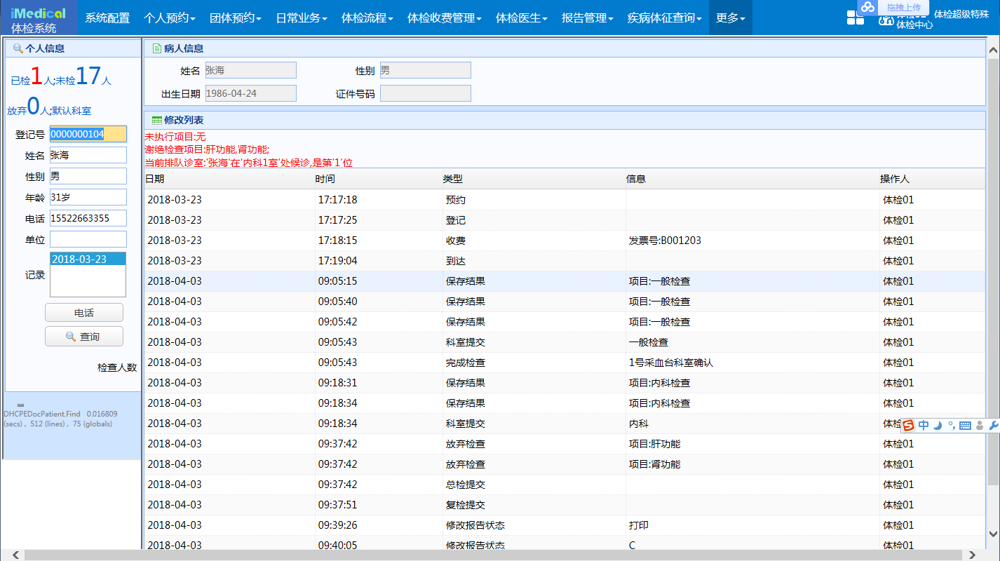 iMedical
体检系统
系统配置 个人预约 团体预约 日常业务 体检流程 体检收费管理 体检医生 报告管理 疾病体征查询 更多
拖拽上传
体检超级特殊
体检中心
个人信息
已检1人;未检17人
放弃0人;默认科室
登记号 0000000104
姓名 张海
性别 男
年龄 31岁
电话 15522663355
单位
记录 2018-03-23
电话
查询
检查人数
DHCPEDocPatient.Find 0.016809
(secs) , 512 (lines) , 75 (globals)
病人信息
姓名 张海 性别 男
出生日期 1986-04-24 证件号码
修改列表
未执行项目:无
谢绝检查项目:肝功能,肾功能;
当前排队诊室:'张海'在'内科1室'处候诊,是第'1'位
日期 时间 类型 信息 操作人
2018-03-23 17:17:18 预约 体检01
2018-03-23 17:17:25 登记 体检01
2018-03-23 17:18:15 收费 发票号:B001203 体检01
2018-03-23 17:19:04 到达 体检01
2018-04-03 09:05:15 保存结果 项目:一般检查 体检01
2018-04-03 09:05:40 保存结果 项目:一般检查 体检01
2018-04-03 09:05:42 保存结果 项目:一般检查 体检01
2018-04-03 09:05:43 科室提交 一般检查 体检01
2018-04-03 09:05:43 完成检查 1号采血台科室确认 体检01
2018-04-03 09:18:31 保存结果 项目:内科检查 体检01
2018-04-03 09:18:34 保存结果 项目:内科检查 体检01
2018-04-03 09:18:34 科室提交 内科 体检
中
2018-04-03 09:37:42 放弃检查 项目:肝功能 体检01
2018-04-03 09:37:42 放弃检查 项目:肾功能 体检01
2018-04-03 09:37:42 总检提交 体检01
2018-04-03 09:37:51 复检提交 体检01
2018-04-03 09:39:26 修改报告状态 打印 体检01
2018-04-03 09:40:05 修改报告状态 C 体检01